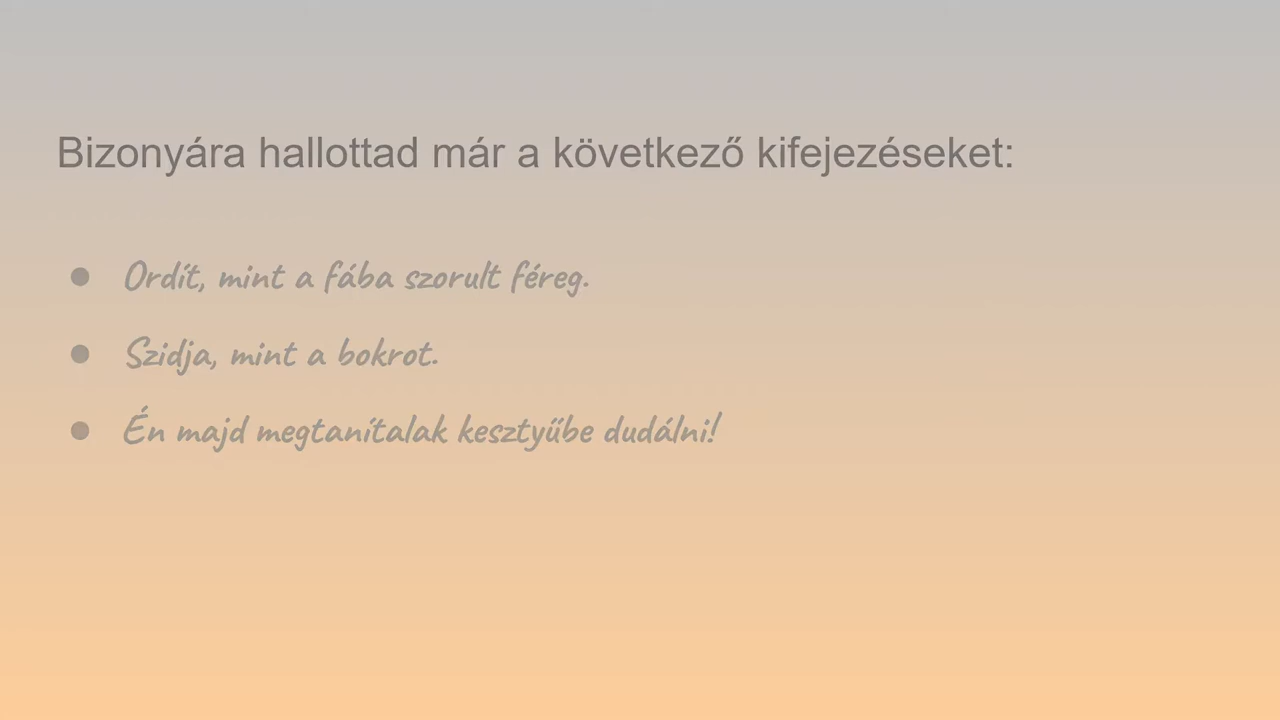 Bizonyára hallottad már a következő kifejezéseket:
● Ordít, mint a fába szorult féreg.
● Szidja, mint a bokrot.
● Én majd megtanítalak kesztyűbe dudálni!